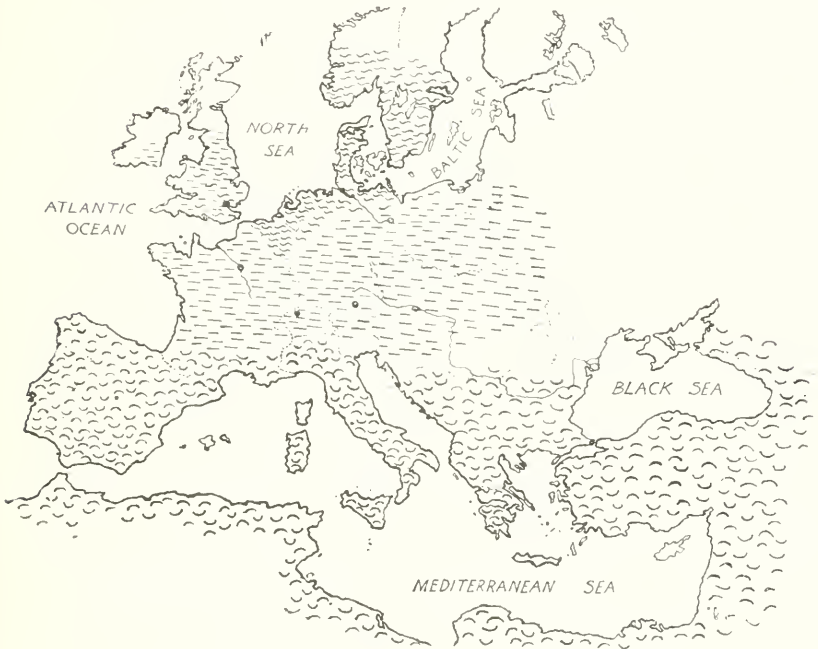 NORTH
SEA
BALTIC SEA
ATLANTIC
OCEAN
BLACK SEA
MEDITERRANEAN SEA